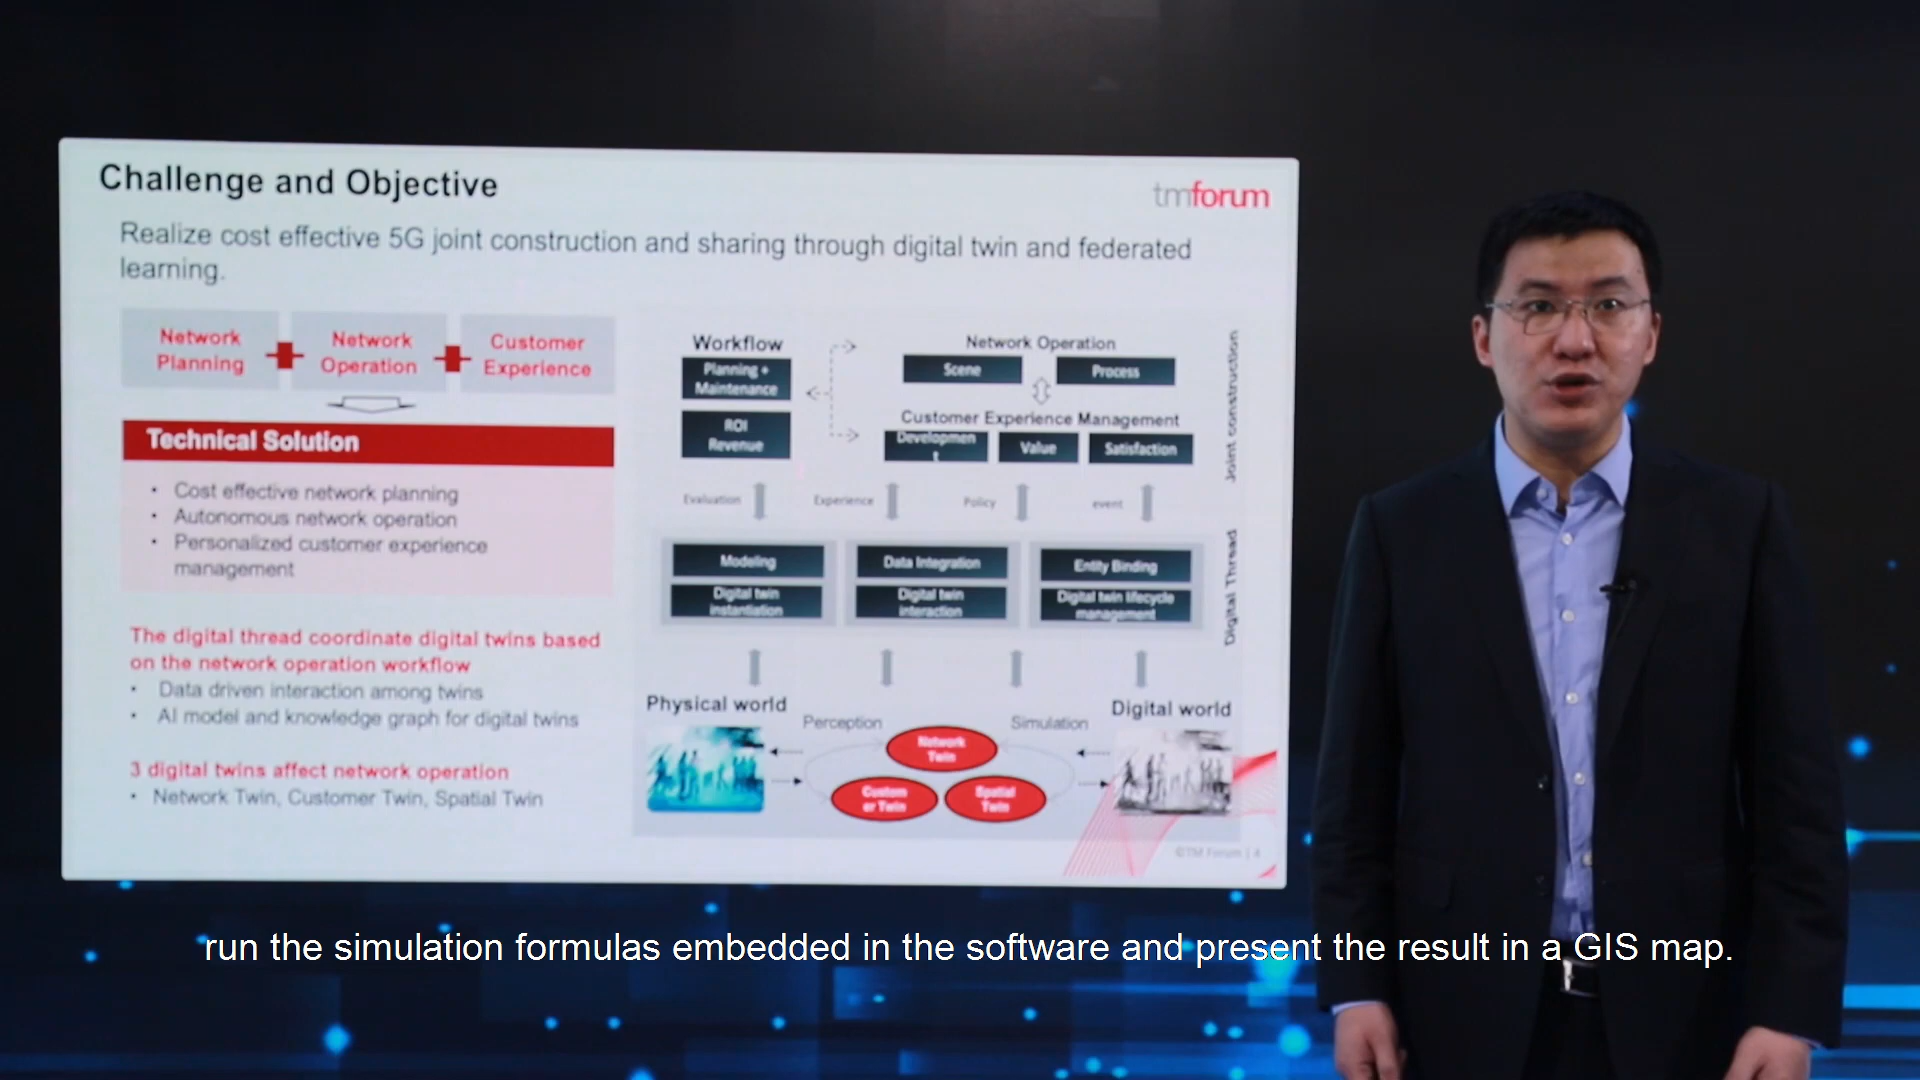 Challenge and Objective
tmforum
Realize cost effective 5G joint construction and sharing through digital twin and federated
learning.
Network
Planning
Network
Operation
Customer
Experience
Technical Solution
• Cost effective network planning
• Autonomous network operation
• Personalized customer experience
management
The digital thread coordinate digital twins based
on the network operation workflow
• Data driven interaction among twins
• AI model and knowledge graph for digital twins
3 digital twins affect network operation
• Network Twin, Customer Twin, Spatial Twin
Workflow
Planning +
Maintenance
ROI
Revenue
Network Operation
Scene
Process
Customer Experience Management
Developmen
t
Value
Satisfaction
Joint construction
Evaluation
Experience
Policy
event
Modeling
Digital twin
instantiation
Data Integration
Digital twin
interaction
Entity Binding
Digital twin lifecycle
management
Digital Thread
Physical world
Perception
Simulation
Digital world
Network
Twin
Custom
er Twin
Spatial
Twin
©TM Forum | 4
run the simulation formulas embedded in the software and present the result in a GIS map.